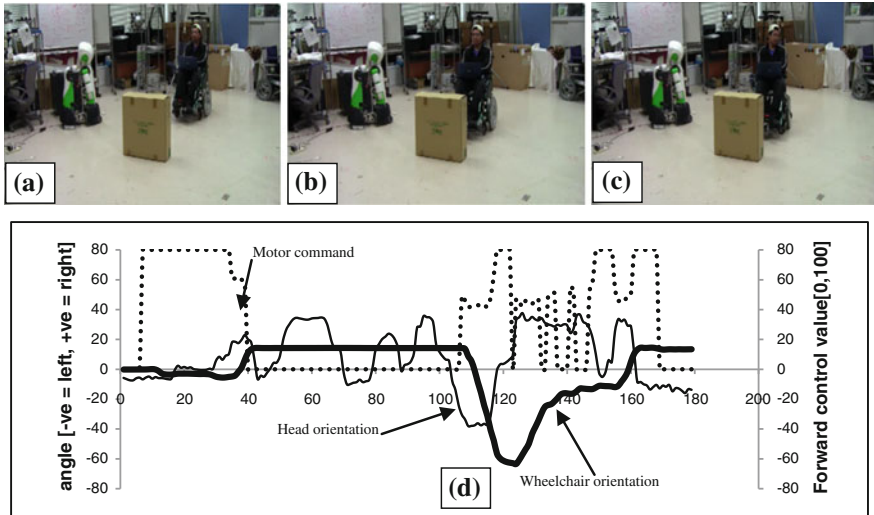 (a)
(b)
(c)
angle [-ve = left, +ve = right]
80
60
40
20
0
-20
-40
-60
-80
0 20 40 60 80 100 120 140 160 180 200
Motor command
Head orientation
Wheelchair orientation
(d)
80
60
40
20
0
-20
-40
-60
-80
Forward control value[0,100]